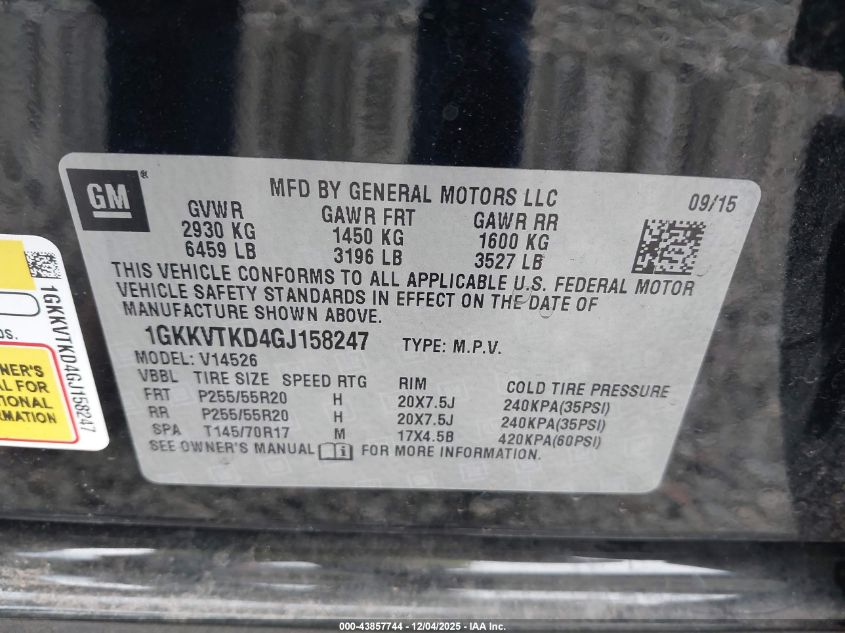 GM ®
MFD BY GENERAL MOTORS LLC
09/15
GVWR GAWR FRT GAWR RR
2930 KG 1450 KG 1600 KG
6459 LB 3196 LB 3527 LB
THIS VEHICLE CONFORMS TO ALL APPLICABLE U.S. FEDERAL MOTOR
VEHICLE SAFETY STANDARDS IN EFFECT ON THE DATE OF
MANUFACTURE SHOWN ABOVE.
1GKKVTKD4GJ158247 TYPE: M.P.V.
MODEL: V14526
VBBL TIRE SIZE SPEED RTG RIM COLD TIRE PRESSURE
FRT P255/55R20 H 20X7.5J 240KPA(35PSI)
RR P255/55R20 H 20X7.5J 240KPA(35PSI)
SPA T145/70R17 M 17X4.5B 420KPA(60PSI)
SEE OWNER'S MANUAL FOR MORE INFORMATION.
1GKKVTKD4GJ158247
000-43857744 - 12/04/2025 - IAA Inc.